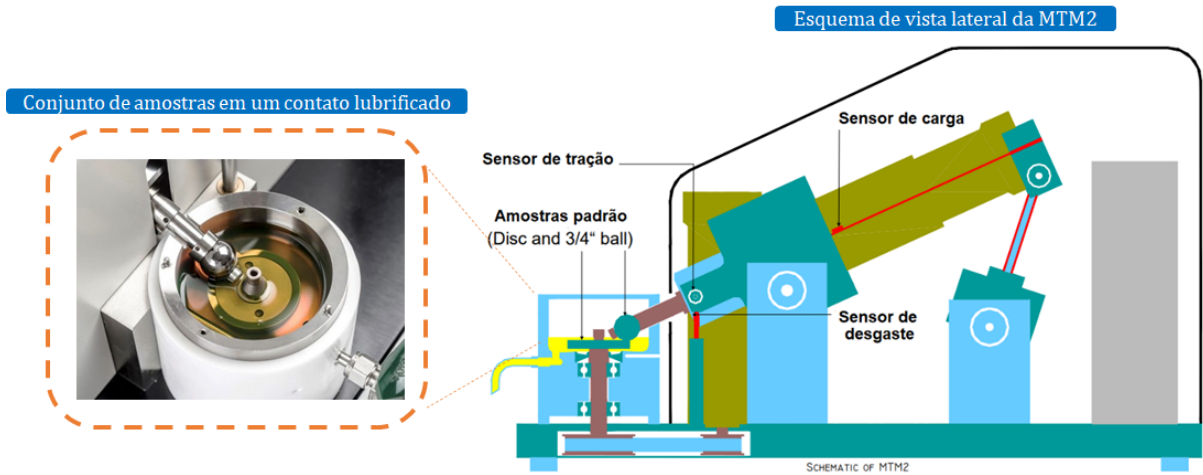 Esquema de vista lateral da MTM2
Conjunto de amostras em um contato lubrificado
Sensor de carga
Sensor de tração
Amostras padrão
(Disc and 3/4“ ball)
Sensor de
desgaste
SCHEMATIC OF MTM2